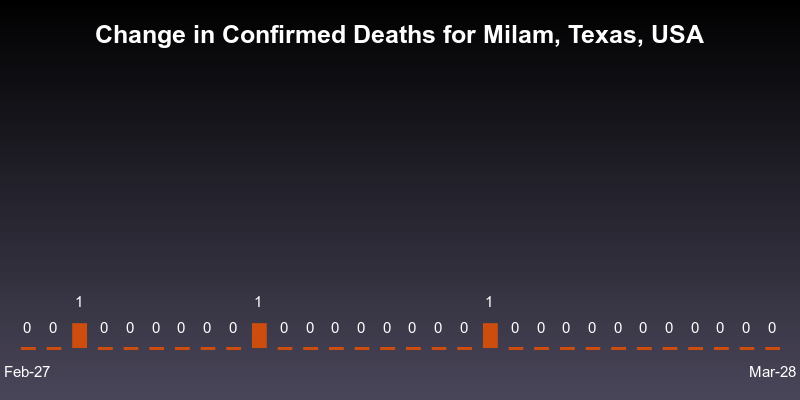 Change in Confirmed Deaths for Milam, Texas, USA
1 1 1
0 0 0 0 0 0 0 0 0 0 0 0 0 0 0 0 0 0 0 0 0 0 0 0 0 0 0
Feb-27 Mar-28